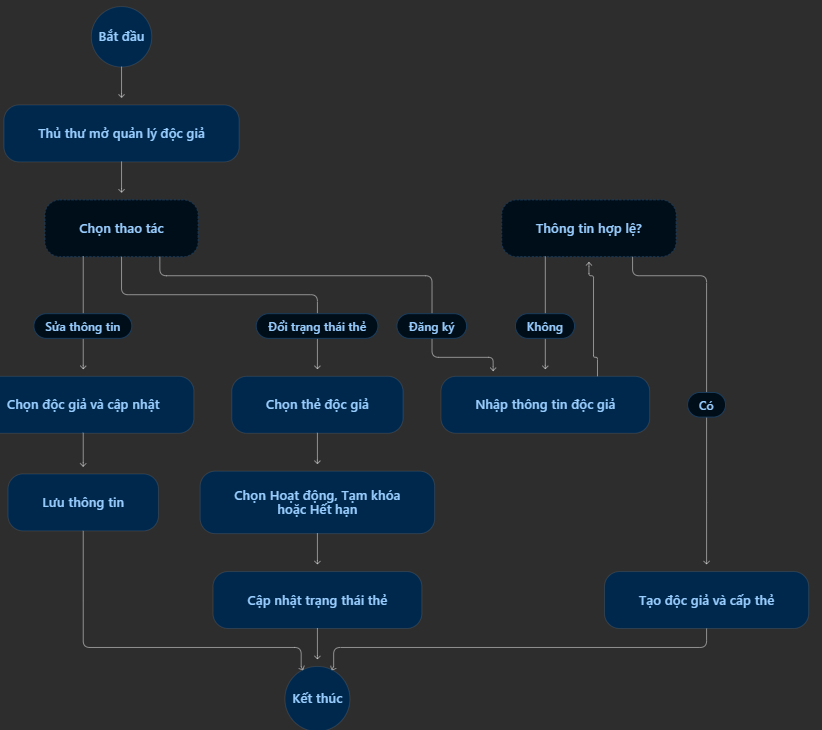 Bắt đầu
Thủ thư mở quản lý độc giả
Chọn thao tác
Thông tin hợp lệ?
Sửa thông tin
Đổi trạng thái thẻ
Đăng ký
Không
Chọn độc giả và cập nhật
Chọn thẻ độc giả
Nhập thông tin độc giả
Có
Lưu thông tin
Chọn Hoạt động, Tạm khóa
hoặc Hết hạn
Cập nhật trạng thái thẻ
Tạo độc giả và cấp thẻ
Kết thúc